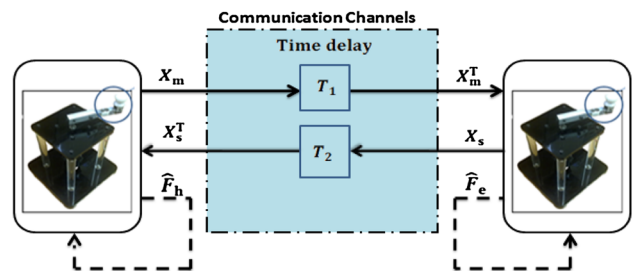 Communication Channels
Time delay
X_m
T_1
X_m^T
X_s^T
T_2
X_s
F̂_h
F̂_e